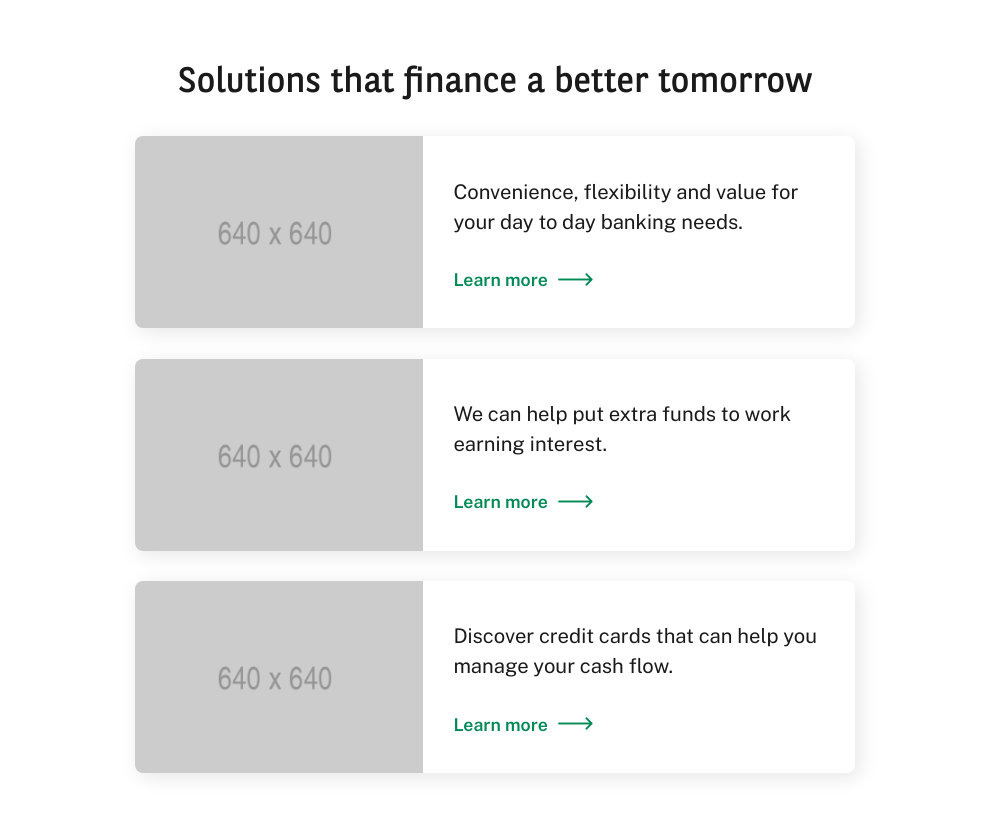 Solutions that finance a better tomorrow
640 x 640
Convenience, flexibility and value for
your day to day banking needs.
Learn more
640 x 640
We can help put extra funds to work
earning interest.
Learn more
640 x 640
Discover credit cards that can help you
manage your cash flow.
Learn more